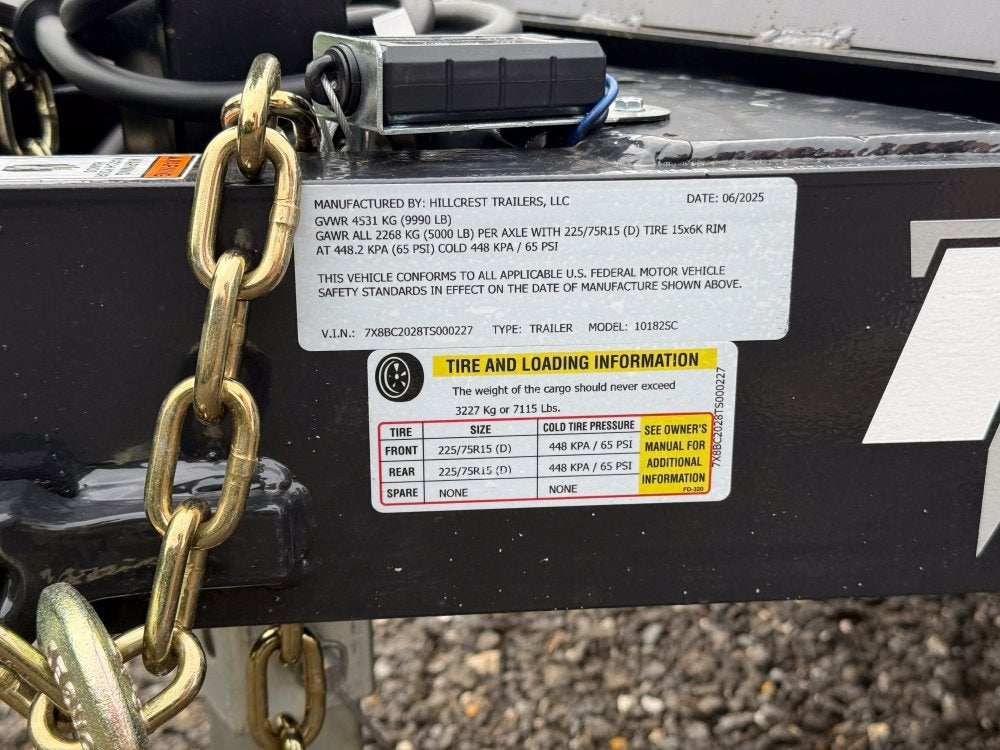 MANUFACTURED BY: HILLCREST TRAILERS, LLC DATE: 06/2025
GVWR 4531 KG (9990 LB)
GAWR ALL 2268 KG (5000 LB) PER AXLE WITH 225/75R15 (D) TIRE 15x6K RIM
AT 448.2 KPA (65 PSI) COLD 448 KPA / 65 PSI
THIS VEHICLE CONFORMS TO ALL APPLICABLE U.S. FEDERAL MOTOR VEHICLE
SAFETY STANDARDS IN EFFECT ON THE DATE OF MANUFACTURE SHOWN ABOVE.
V.I.N.: 7X8BC2028TS000227 TYPE: TRAILER MODEL: 10182SC
TIRE AND LOADING INFORMATION
The weight of the cargo should never exceed
3227 Kg or 7115 Lbs.
TIRE SIZE COLD TIRE PRESSURE
FRONT 225/75R15 (D) 448 KPA / 65 PSI
REAR 225/75R15 (D) 448 KPA / 65 PSI
SPARE NONE NONE
SEE OWNER'S
MANUAL FOR
ADDITIONAL
INFORMATION
FD-320
7X8BC2028TS000227